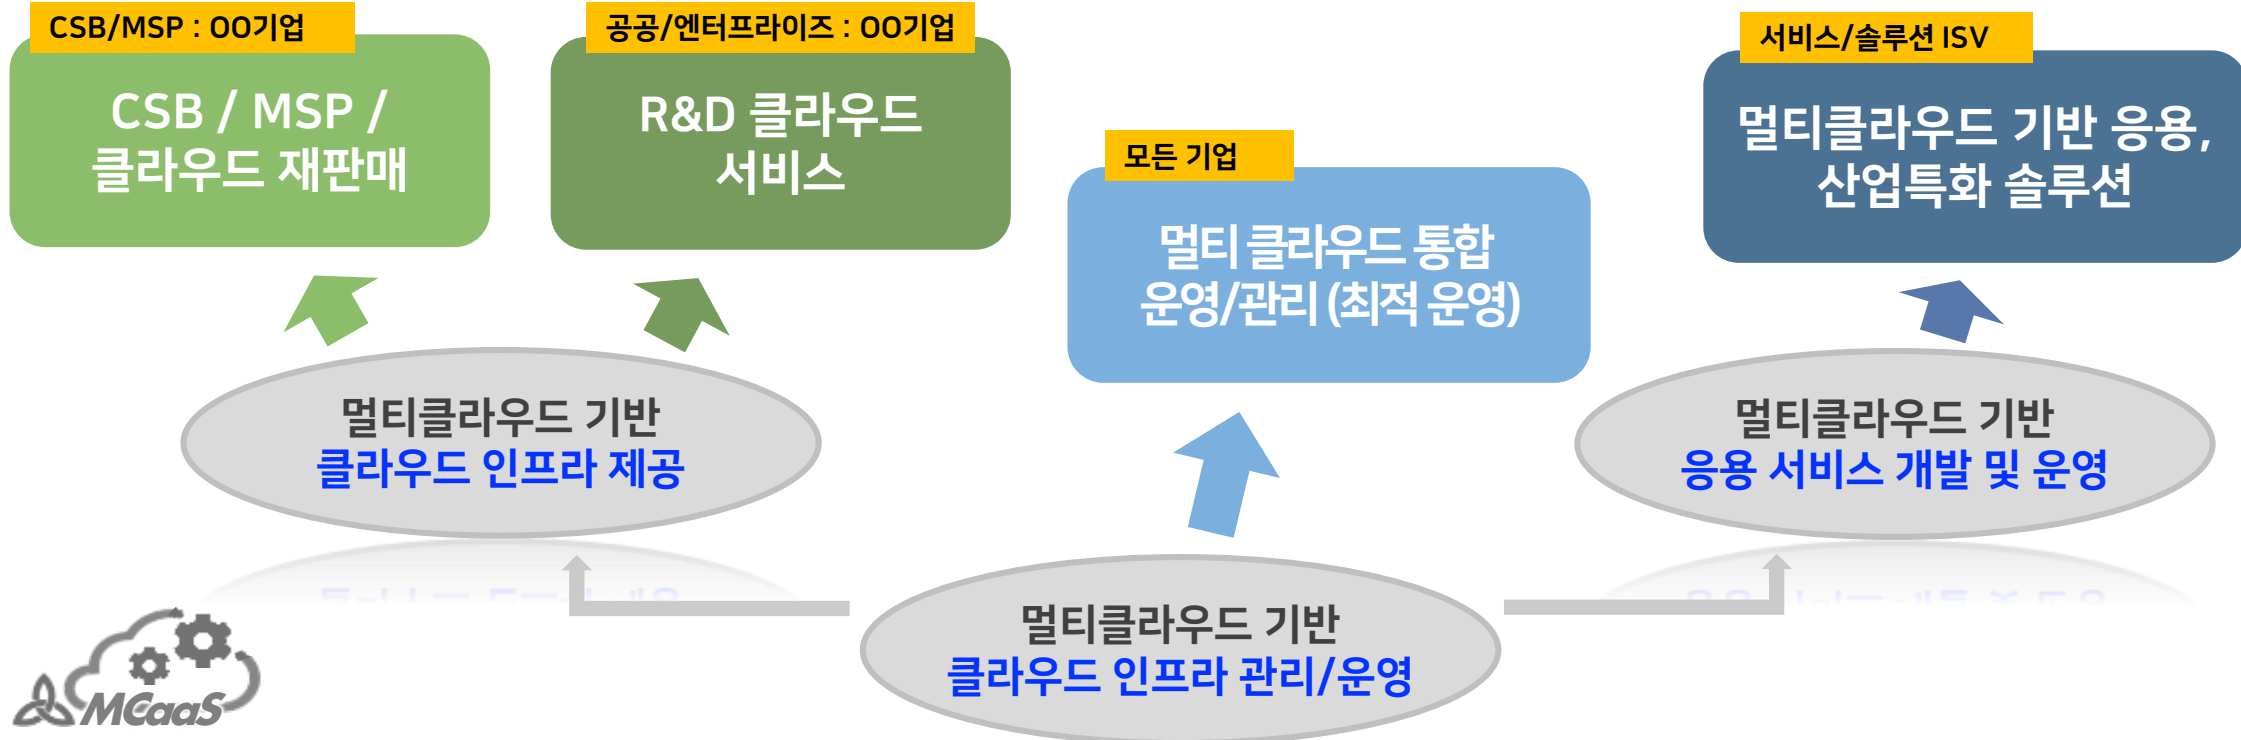 CSB/MSP : OO기업
CSB / MSP /
클라우드 재판매
공공/엔터프라이즈 : OO기업
R&D 클라우드
서비스
모든 기업
멀티 클라우드 통합
운영/관리 (최적 운영)
서비스/솔루션 ISV
멀티클라우드 기반 응용,
산업특화 솔루션
멀티클라우드 기반
클라우드 인프라 제공
멀티클라우드 기반
응용 서비스 개발 및 운영
멀티클라우드 기반
클라우드 인프라 관리/운영
MCaaS